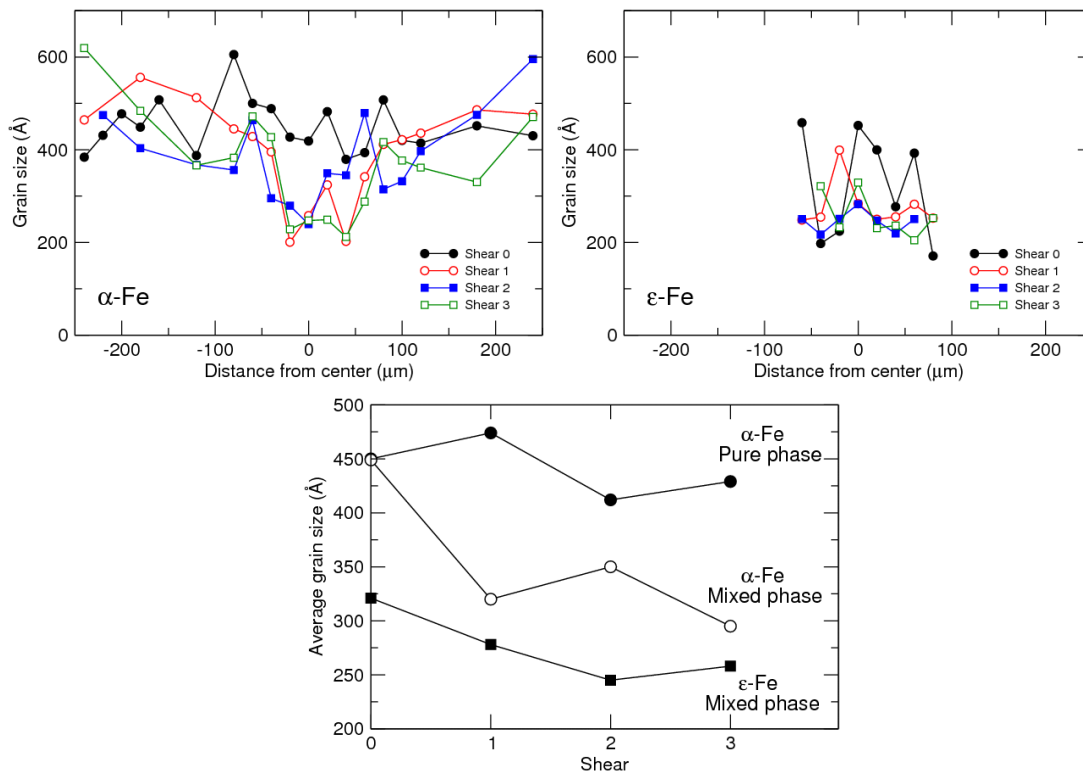 600
400
200
0
Grain size (Å)
-200
-100
0
100
200
Distance from center (µm)
α-Fe
Shear 0
Shear 1
Shear 2
Shear 3
600
400
200
0
Grain size (Å)
-200
-100
0
100
200
Distance from center (µm)
ε-Fe
Shear 0
Shear 1
Shear 2
Shear 3
500
450
400
350
300
250
200
Average grain size (Å)
0
1
2
3
Shear
α-Fe
Pure phase
α-Fe
Mixed phase
ε-Fe
Mixed phase